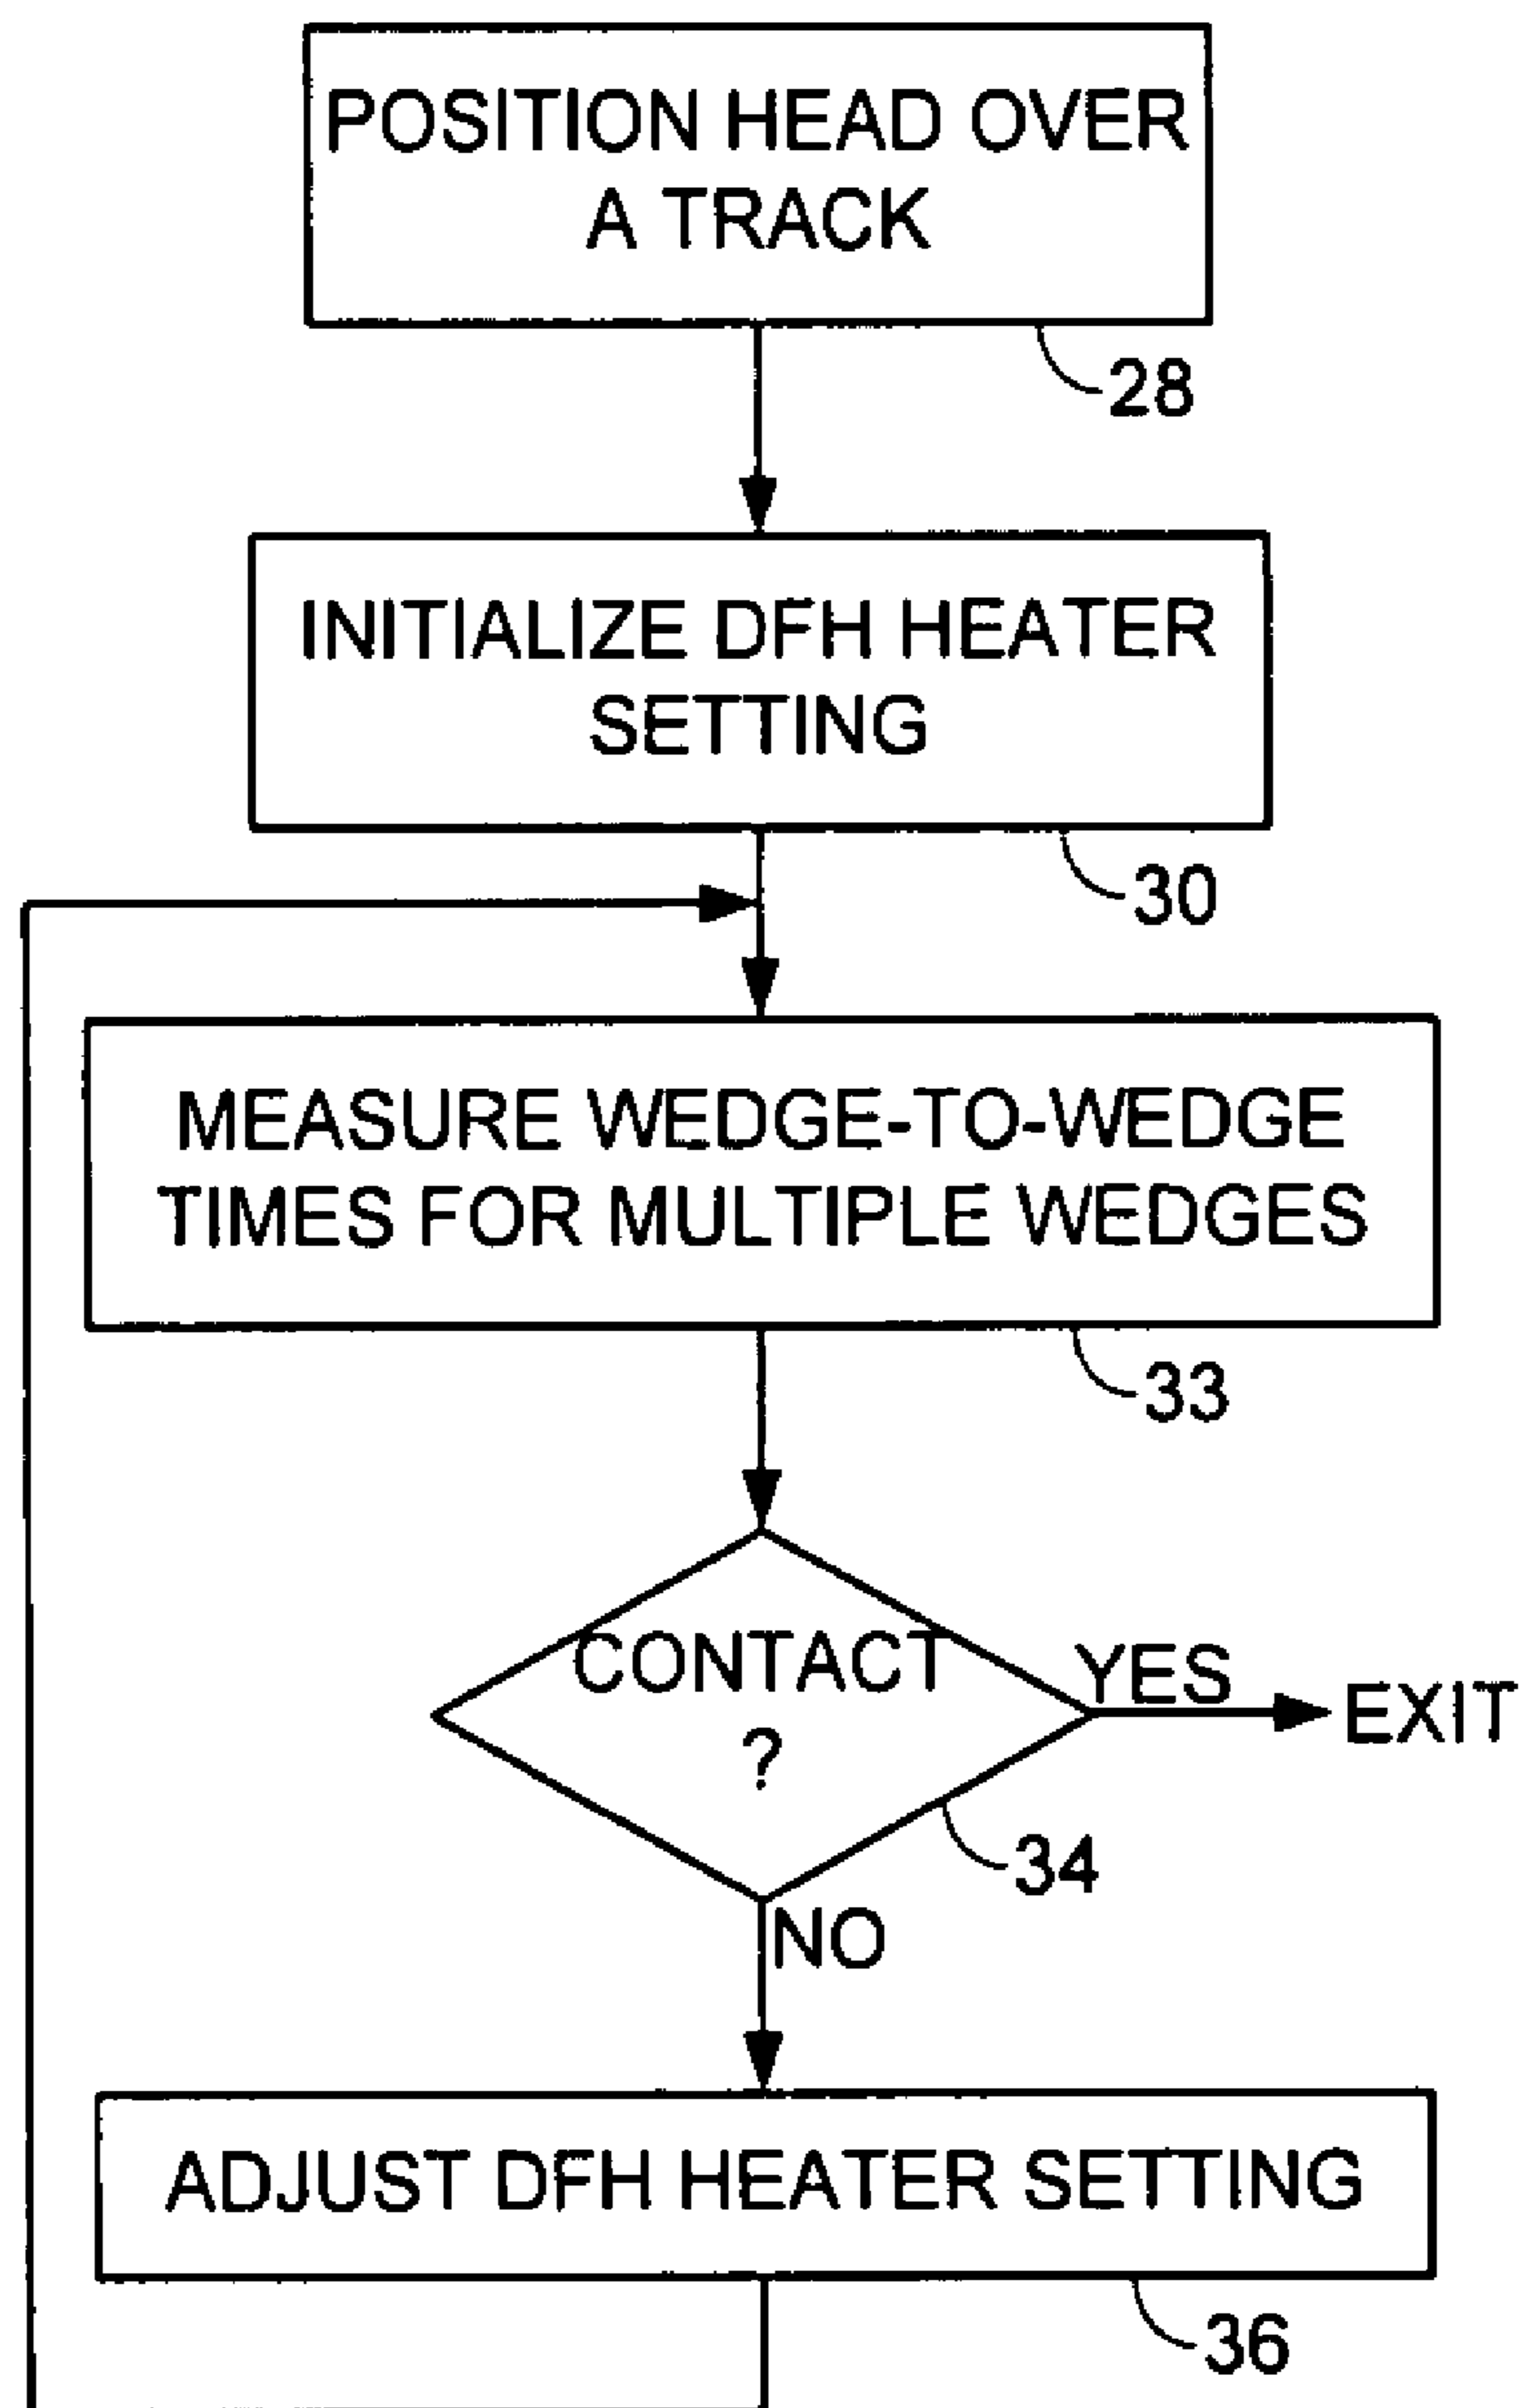 POSITION HEAD OVER
A TRACK
28
INITIALIZE DFH HEATER
SETTING
30
MEASURE WEDGE-TO-WEDGE
TIMES FOR MULTIPLE WEDGES
33
CONTACT
?
YES
EXIT
34
NO
ADJUST DFH HEATER SETTING
36